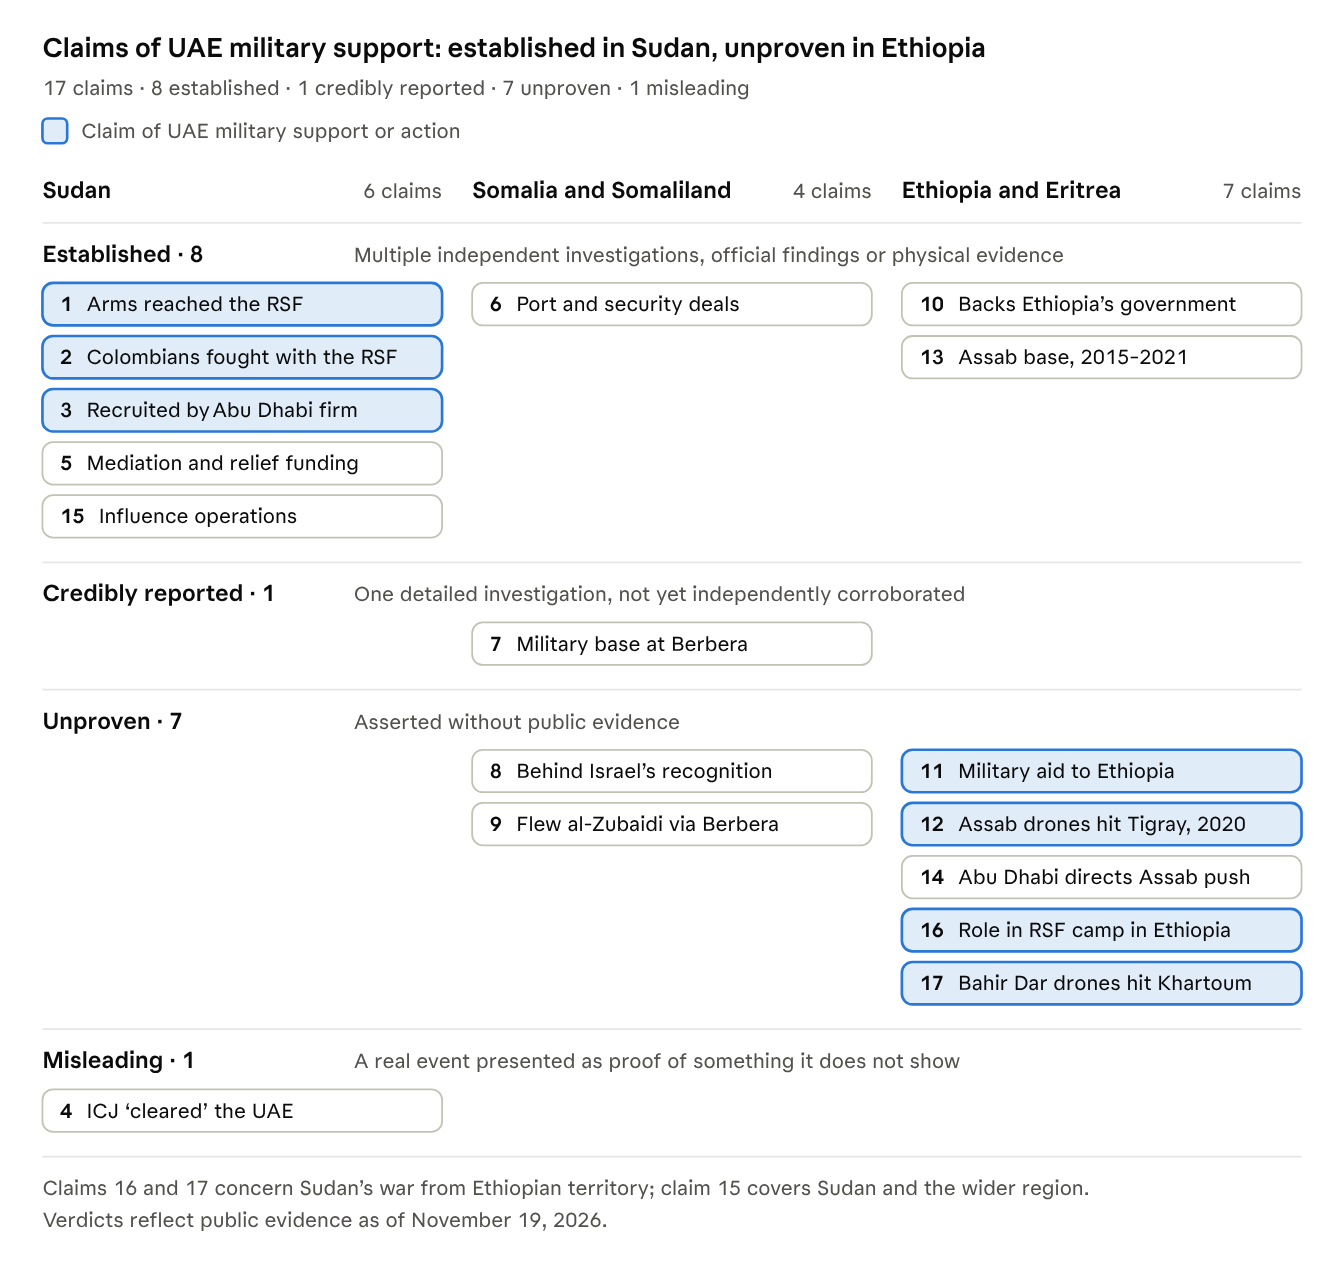 Claims of UAE military support: established in Sudan, unproven in Ethiopia
17 claims · 8 established · 1 credibly reported · 7 unproven · 1 misleading
Claim of UAE military support or action
Sudan 6 claims Somalia and Somaliland 4 claims Ethiopia and Eritrea 7 claims
Established · 8 Multiple independent investigations, official findings or physical evidence
1 Arms reached the RSF 6 Port and security deals 10 Backs Ethiopia’s government
2 Colombians fought with the RSF 13 Assab base, 2015–2021
3 Recruited by Abu Dhabi firm
5 Mediation and relief funding
15 Influence operations
Credibly reported · 1 One detailed investigation, not yet independently corroborated
7 Military base at Berbera
Unproven · 7 Asserted without public evidence
8 Behind Israel’s recognition 11 Military aid to Ethiopia
9 Flew al-Zubaidi via Berbera 12 Assab drones hit Tigray, 2020
14 Abu Dhabi directs Assab push
16 Role in RSF camp in Ethiopia
17 Bahir Dar drones hit Khartoum
Misleading · 1 A real event presented as proof of something it does not show
4 ICJ ‘cleared’ the UAE
Claims 16 and 17 concern Sudan’s war from Ethiopian territory; claim 15 covers Sudan and the wider region.
Verdicts reflect public evidence as of November 19, 2026.